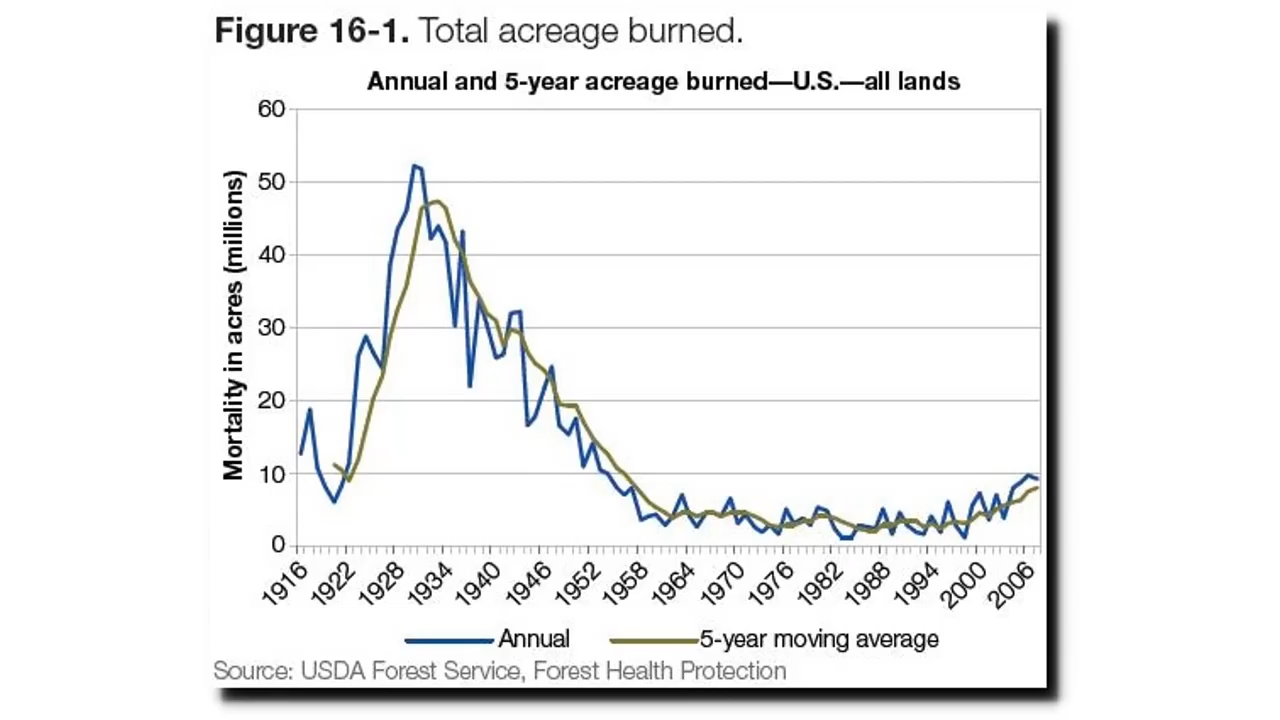 Figure 16-1. Total acreage burned.
Annual and 5-year acreage burned—U.S.—all lands
Mortality in acres (millions)
60
50
40
30
20
10
0
1916 1922 1928 1934 1940 1946 1952 1958 1964 1970 1976 1982 1988 1994 2000 2006
Annual 5-year moving average
Source: USDA Forest Service, Forest Health Protection